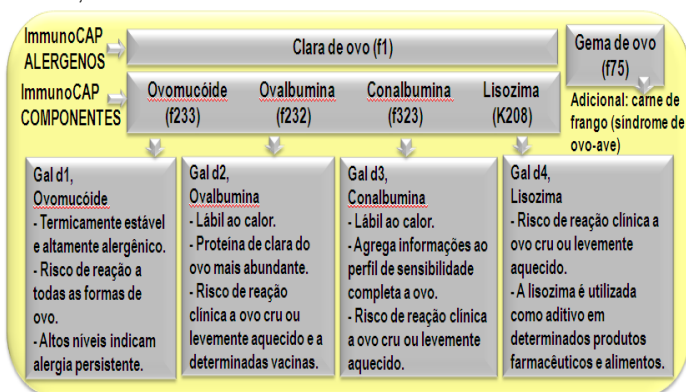 ImmunoCAP
ALERGENOS
Clara de ovo (f1)
Gema de ovo
(f75)
ImmunoCAP
COMPONENTES
Ovomucóide
(f233)
Ovalbumina
(f232)
Conalbumina
(f323)
Lisozima
(K208)
Adicional: carne de
frango (síndrome de
ovo-ave)
Gal d1,
Ovomucóide
- Termicamente estável
e altamente alergênico.
- Risco de reação a
todas as formas de
ovo.
- Altos níveis indicam
alergia persistente.
Gal d2,
Ovalbumina
- Lábil ao calor.
- Proteina de clara do
ovo mais abundante.
- Risco de reação
clínica a ovo cru ou
levemente aquecido e a
determinadas vacinas.
Gal d3,
Conalbumina
- Lábil ao calor.
- Agrega informações ao
perfil de sensibilidade
completa a ovo.
- Risco de reação clínica
a ovo cru ou levemente
aquecido.
Gal d4,
Lisozima
- Risco de reação clínica a
ovo cru ou levemente
aquecido.
- A lisozima é utilizada
como aditivo em
determinados produtos
farmacêuticos e alimentos.